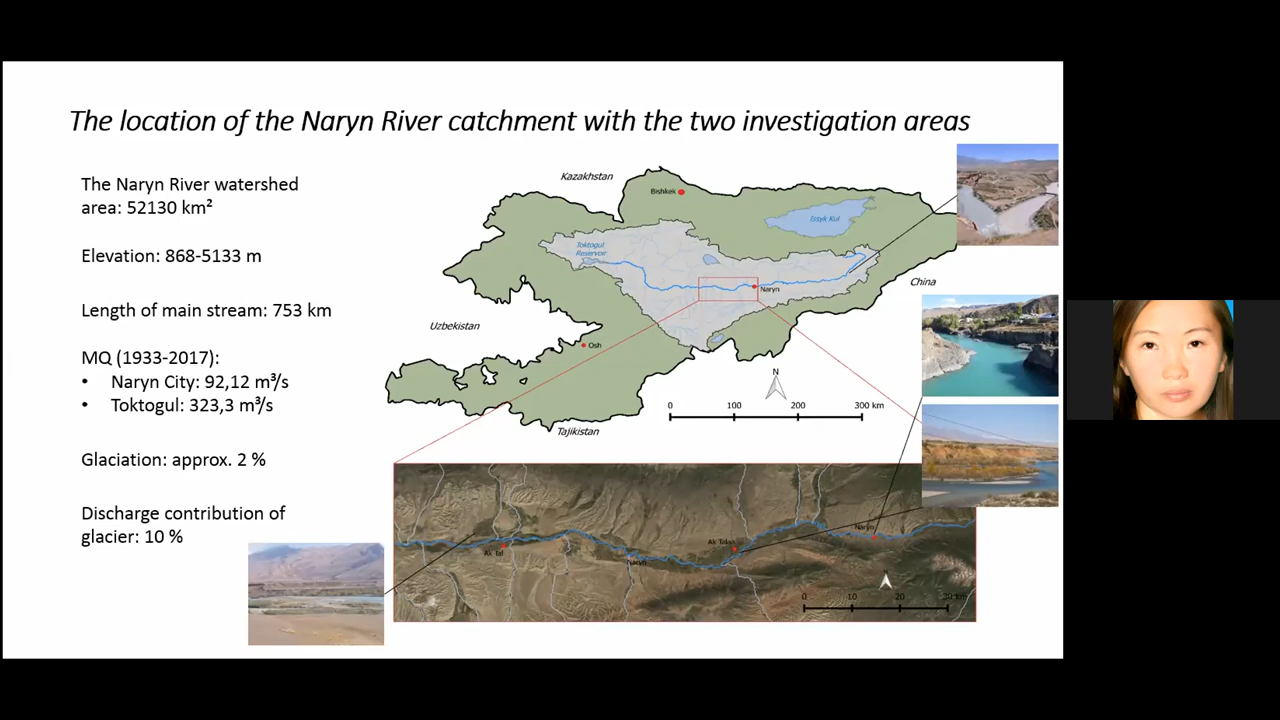 The location of the Naryn River catchment with the two investigation areas
The Naryn River watershed
area: 52130 km²
Elevation: 868-5133 m
Length of main stream: 753 km
MQ (1933-2017):
• Naryn City: 92,12 m³/s
• Toktogul: 323,3 m³/s
Glaciation: approx. 2 %
Discharge contribution of
glacier: 10 %
Kazakhstan
Bishkek
Issyk Kul
Toktogul
Reservoir
Naryn
China
Uzbekistan
Osh
Tajikistan
N
0 100 200 300 km
Naryn
Ak Talaa
Ak Tal
Naryn
N
0 10 20 30 km